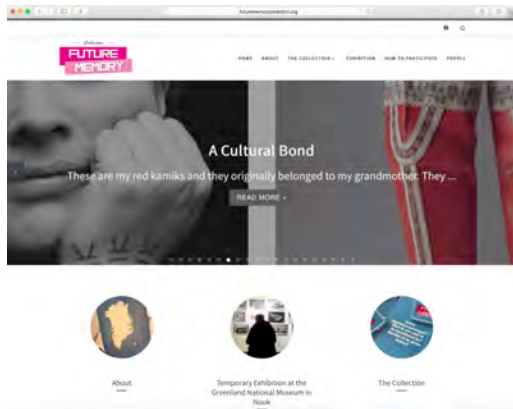 FUTURE
MEMORY
HOME ABOUT THE COLLECTION EXHIBITION HOW TO PARTICIPATE PEOPLE
A Cultural Bond
These are my red kamiks and they originally belonged to my grandmother. They ...
READ MORE
About
Temporary Exhibition at the
Greenland National Museum in
Nuuk
The Collection